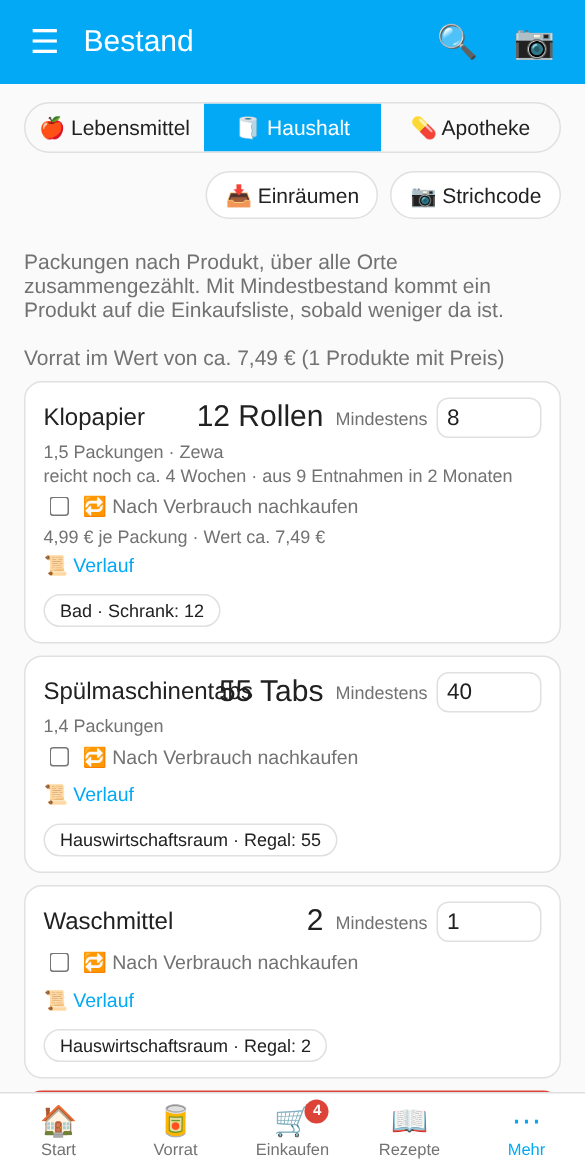 ☰ Bestand 🔍 📷
🍎 Lebensmittel 🧻 Haushalt 💊 Apotheke
📥 Einräumen 📷 Strichcode
Packungen nach Produkt, über alle Orte
zusammengezählt. Mit Mindestbestand kommt ein
Produkt auf die Einkaufsliste, sobald weniger da ist.
Vorrat im Wert von ca. 7,49 € (1 Produkte mit Preis)
Klopapier 12 Rollen Mindestens 8
1,5 Packungen · Zewa
reicht noch ca. 4 Wochen · aus 9 Entnahmen in 2 Monaten
🔁 Nach Verbrauch nachkaufen
4,99 € je Packung · Wert ca. 7,49 €
📜 Verlauf
Bad · Schrank: 12
Spülmaschinentabs 55 Tabs Mindestens 40
1,4 Packungen
🔁 Nach Verbrauch nachkaufen
📜 Verlauf
Hauswirtschaftsraum · Regal: 55
Waschmittel 2 Mindestens 1
🔁 Nach Verbrauch nachkaufen
📜 Verlauf
Hauswirtschaftsraum · Regal: 2
4
Start Vorrat Einkaufen Rezepte Mehr